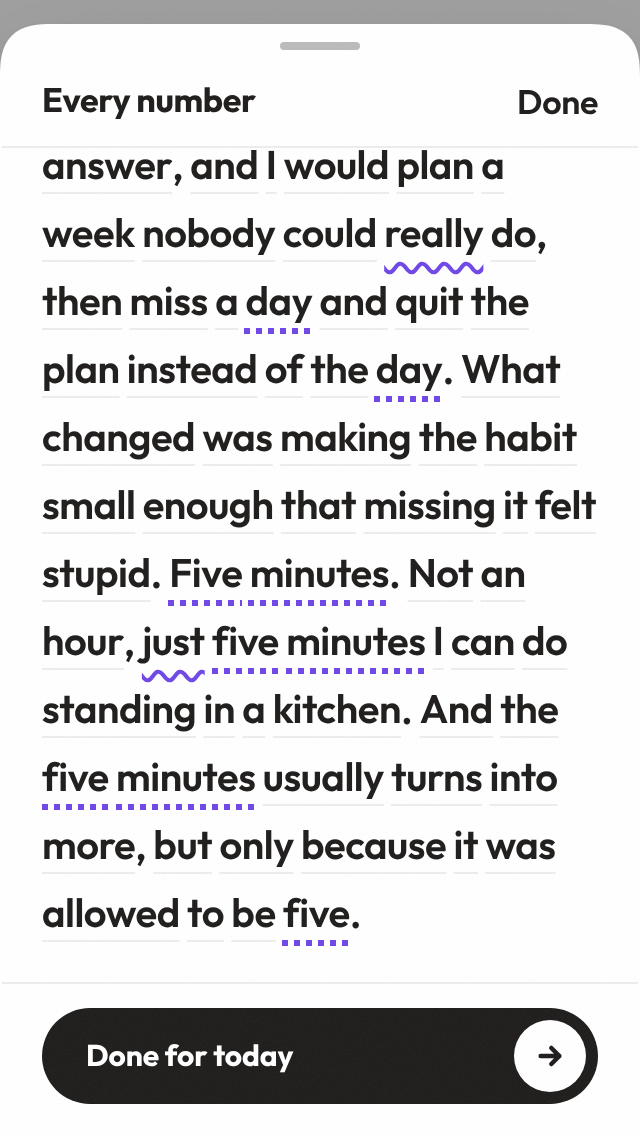 Every number
Done
answer, and I would plan a
week nobody could really do,
then miss a day and quit the
plan instead of the day. What
changed was making the habit
small enough that missing it felt
stupid. Five minutes. Not an
hour, just five minutes I can do
standing in a kitchen. And the
five minutes usually turns into
more, but only because it was
allowed to be five.
Done for today